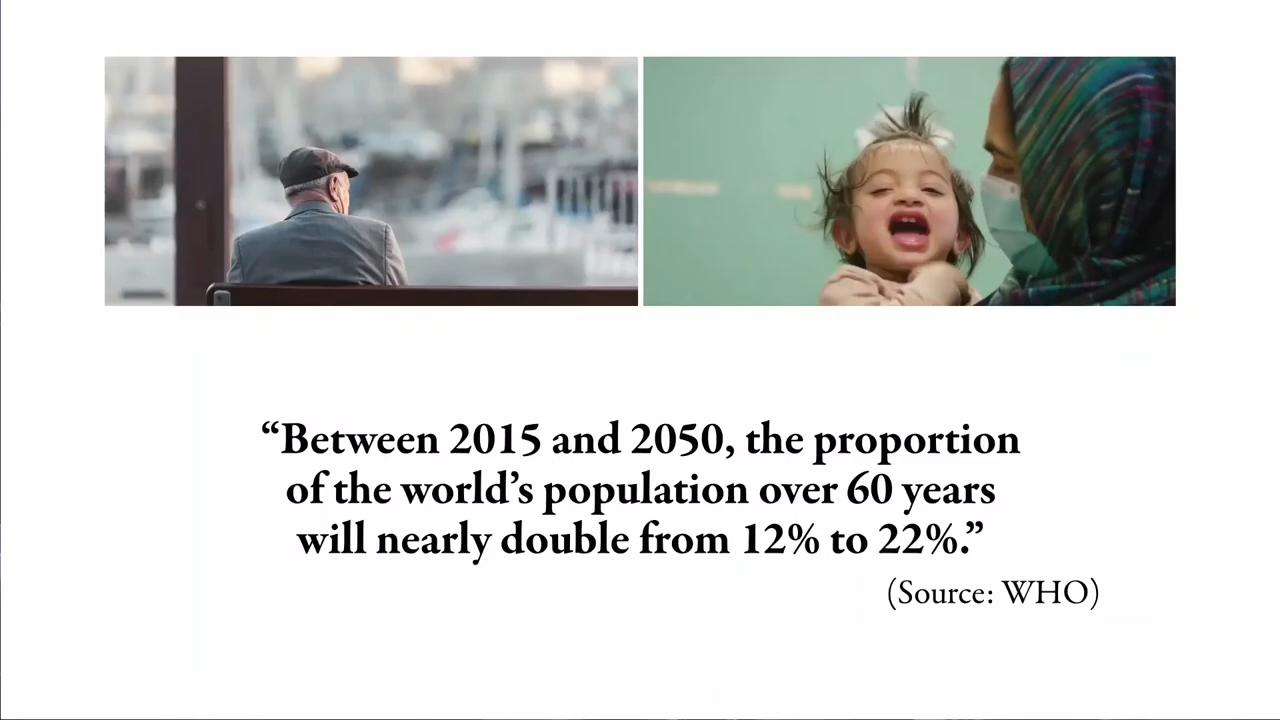 “Between 2015 and 2050, the proportion
of the world’s population over 60 years
will nearly double from 12% to 22%.”
(Source: WHO)